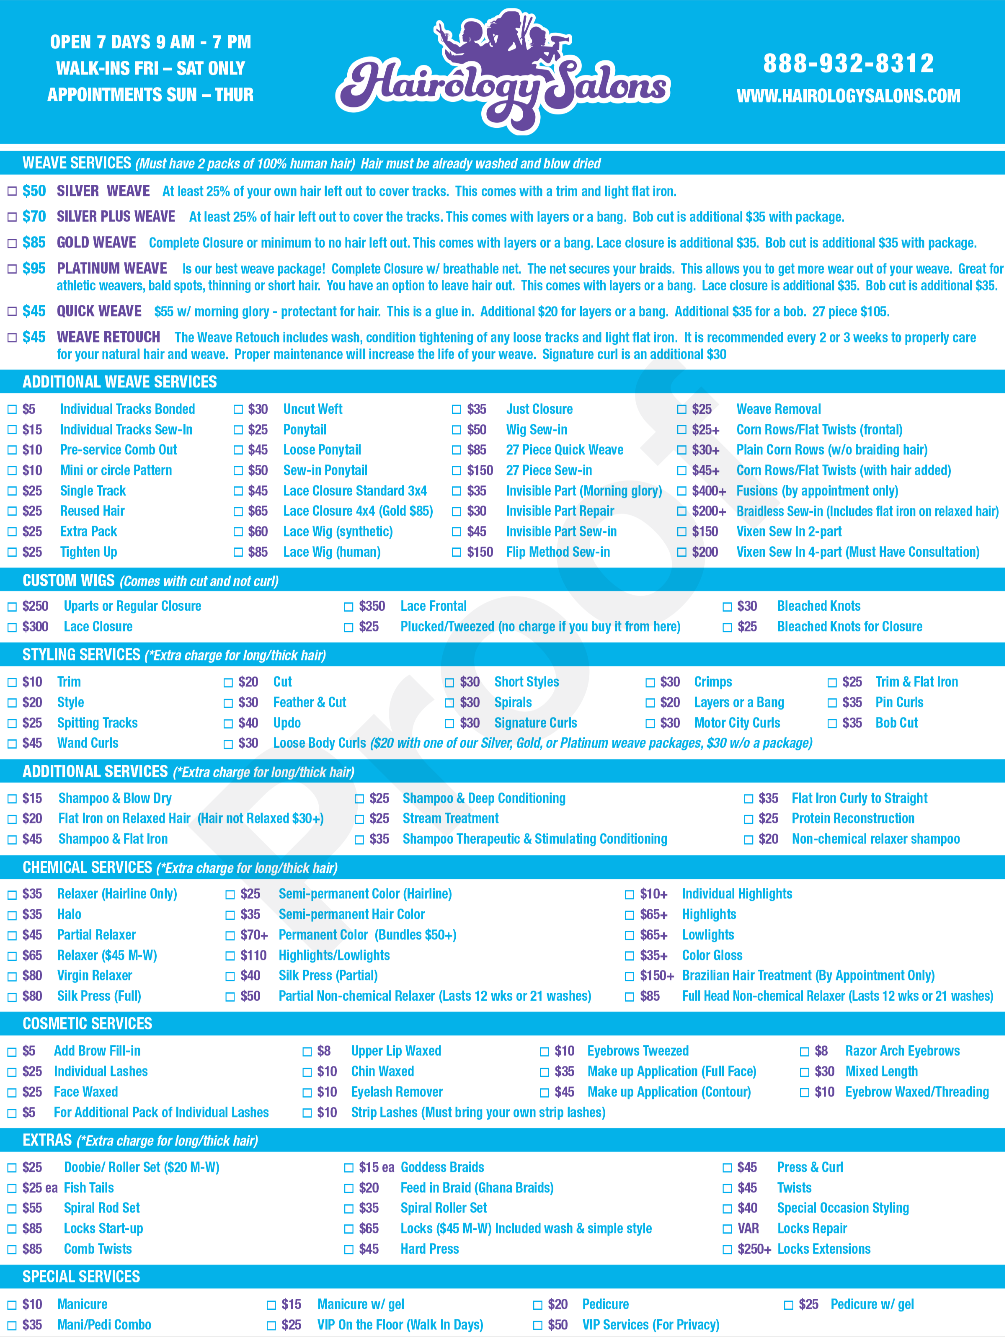 OPEN 7 DAYS 9 AM - 7 PM
WALK-INS FRI – SAT ONLY
APPOINTMENTS SUN – THUR
Hairology Salons
888-932-8312
WWW.HAIROLOGYSALONS.COM
WEAVE SERVICES (Must have 2 packs of 100% human hair) Hair must be already washed and blow dried
$50 SILVER WEAVE At least 25% of your own hair left out to cover tracks. This comes with a trim and light flat iron.
$70 SILVER PLUS WEAVE At least 25% of hair left out to cover the tracks. This comes with layers or a bang. Bob cut is additional $35 with package.
$85 GOLD WEAVE Complete Closure or minimum to no hair left out. This comes with layers or a bang. Lace closure is additional $35. Bob cut is additional $35 with package.
$95 PLATINUM WEAVE Is our best weave package! Complete Closure w/ breathable net. The net secures your braids. This allows you to get more wear out of your weave. Great for
athletic weavers, bald spots, thinning or short hair. You have an option to leave hair out. This comes with layers or a bang. Lace closure is additional $35. Bob cut is additional $35.
$45 QUICK WEAVE $55 w/ morning glory - protectant for hair. This is a glue in. Additional $20 for layers or a bang. Additional $35 for a bob. 27 piece $105.
$45 WEAVE RETOUCH The Weave Retouch includes wash, condition tightening of any loose tracks and light flat iron. It is recommended every 2 or 3 weeks to properly care
for your natural hair and weave. Proper maintenance will increase the life of your weave. Signature curl is an additional $30
ADDITIONAL WEAVE SERVICES
$5 Individual Tracks Bonded $30 Uncut Weft $35 Just Closure $25 Weave Removal
$15 Individual Tracks Sew-In $25 Ponytail $50 Wig Sew-in $25+ Corn Rows/Flat Twists (frontal)
$10 Pre-service Comb Out $45 Loose Ponytail $85 27 Piece Quick Weave $30+ Plain Corn Rows (w/o braiding hair)
$10 Mini or circle Pattern $50 Sew-in Ponytail $150 27 Piece Sew-in $45+ Corn Rows/Flat Twists (with hair added)
$25 Single Track $45 Lace Closure Standard 3x4 $35 Invisible Part (Morning glory) $400+ Fusions (by appointment only)
$25 Reused Hair $65 Lace Closure 4x4 (Gold $85) $30 Invisible Part Repair $200+ Braidless Sew-in (Includes flat iron on relaxed hair)
$25 Extra Pack $60 Lace Wig (synthetic) $45 Invisible Part Sew-in $150 Vixen Sew In 2-part
$25 Tighten Up $85 Lace Wig (human) $150 Flip Method Sew-in $200 Vixen Sew In 4-part (Must Have Consultation)
CUSTOM WIGS (Comes with cut and not curl)
$250 Uparts or Regular Closure $350 Lace Frontal $30 Bleached Knots
$300 Lace Closure $25 Plucked/Tweezed (no charge if you buy it from here) $25 Bleached Knots for Closure
STYLING SERVICES (*Extra charge for long/thick hair)
$10 Trim $20 Cut $30 Short Styles $30 Crimps $25 Trim & Flat Iron
$20 Style $30 Feather & Cut $30 Spirals $20 Layers or a Bang $35 Pin Curls
$25 Spitting Tracks $40 Updo $30 Signature Curls $30 Motor City Curls $35 Bob Cut
$45 Wand Curls $30 Loose Body Curls ($20 with one of our Silver, Gold, or Platinum weave packages, $30 w/o a package)
ADDITIONAL SERVICES (*Extra charge for long/thick hair)
$15 Shampoo & Blow Dry $25 Shampoo & Deep Conditioning $35 Flat Iron Curly to Straight
$20 Flat Iron on Relaxed Hair (Hair not Relaxed $30+) $25 Stream Treatment $25 Protein Reconstruction
$45 Shampoo & Flat Iron $35 Shampoo Therapeutic & Stimulating Conditioning $20 Non-chemical relaxer shampoo
CHEMICAL SERVICES (*Extra charge for long/thick hair)
$35 Relaxer (Hairline Only) $25 Semi-permanent Color (Hairline) $10+ Individual Highlights
$35 Halo $35 Semi-permanent Hair Color $65+ Highlights
$45 Partial Relaxer $70+ Permanent Color (Bundles $50+) $65+ Lowlights
$65 Relaxer ($45 M-W) $110 Highlights/Lowlights $35+ Color Gloss
$80 Virgin Relaxer $40 Silk Press (Partial) $150+ Brazilian Hair Treatment (By Appointment Only)
$80 Silk Press (Full) $50 Partial Non-chemical Relaxer (Lasts 12 wks or 21 washes) $85 Full Head Non-chemical Relaxer (Lasts 12 wks or 21 washes)
COSMETIC SERVICES
$5 Add Brow Fill-in $8 Upper Lip Waxed $10 Eyebrows Tweezed $8 Razor Arch Eyebrows
$25 Individual Lashes $10 Chin Waxed $35 Make up Application (Full Face) $30 Mixed Length
$25 Face Waxed $10 Eyelash Remover $45 Make up Application (Contour) $10 Eyebrow Waxed/Threading
$5 For Additional Pack of Individual Lashes $10 Strip Lashes (Must bring your own strip lashes)
EXTRAS (*Extra charge for long/thick hair)
$25 Doobie/ Roller Set ($20 M-W) $15 ea Goddess Braids $45 Press & Curl
$25 ea Fish Tails $20 Feed in Braid (Ghana Braids) $45 Twists
$55 Spiral Rod Set $35 Spiral Roller Set $40 Special Occasion Styling
$85 Locks Start-up $65 Locks ($45 M-W) Included wash & simple style VAR Locks Repair
$85 Comb Twists $45 Hard Press $250+ Locks Extensions
SPECIAL SERVICES
$10 Manicure $15 Manicure w/ gel $20 Pedicure $25 Pedicure w/ gel
$35 Mani/Pedi Combo $25 VIP On the Floor (Walk In Days) $50 VIP Services (For Privacy)
Proof